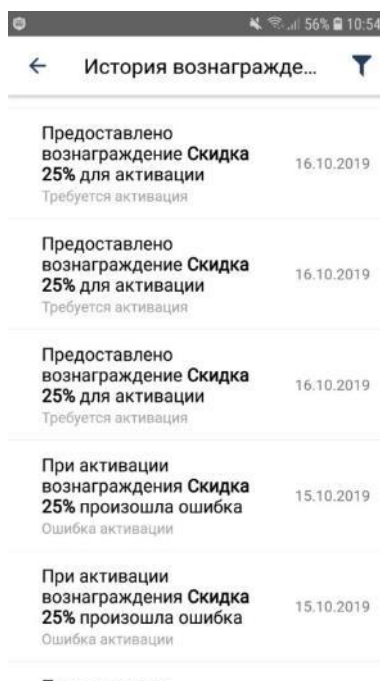 56% 10:54
История вознагражде...
Предоставлено
вознаграждение Скидка
25% для активации
16.10.2019
Требуется активация
Предоставлено
вознаграждение Скидка
25% для активации
16.10.2019
Требуется активация
Предоставлено
вознаграждение Скидка
25% для активации
16.10.2019
Требуется активация
При активации
вознаграждения Скидка
25% произошла ошибка
15.10.2019
Ошибка активации
При активации
вознаграждения Скидка
25% произошла ошибка
15.10.2019
Ошибка активации